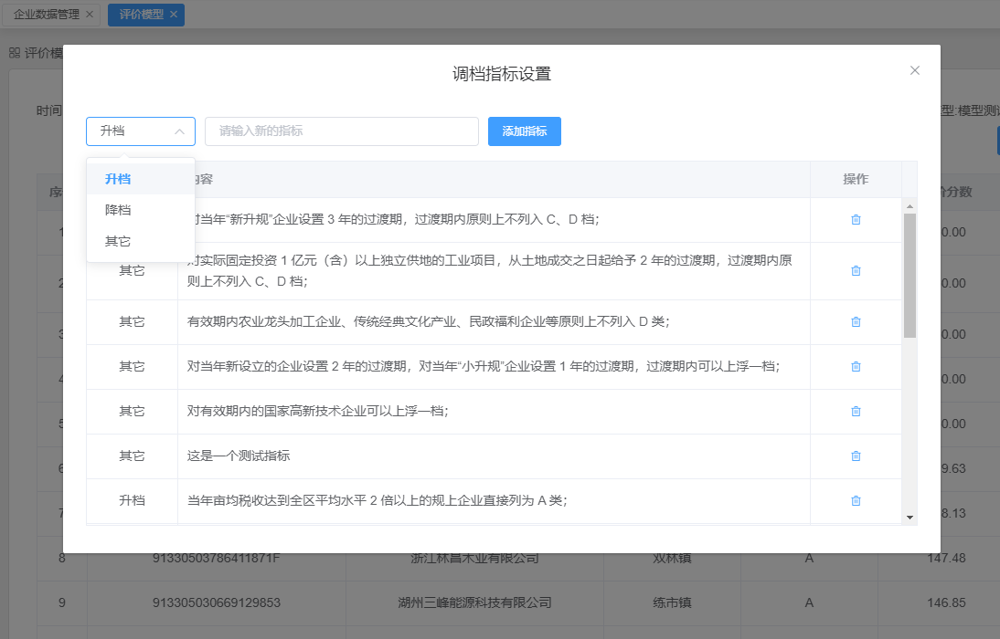 企业数据管理
评价模型
评价模
调档指标设置
时间
型:模型测试
升档
请输入新的指标
添加指标
升档
降档
其它
内容
操作
序
价分数
对当年“新升规”企业设置 3 年的过渡期，过渡期内原则上不列入 C、D 档；
1
0.00
其它
对实际固定投资 1 亿元（含）以上独立供地的工业项目，从土地成交之日起给予 2 年的过渡期，过渡期内原
则上不列入 C、D 档；
2
0.00
其它
有效期内农业龙头加工企业、传统经典文化产业、民政福利企业等原则上不列入 D 类；
3
0.00
其它
对当年新设立的企业设置 2 年的过渡期，对当年“小升规”企业设置 1 年的过渡期，过渡期内可以上浮一档；
4
0.00
其它
对有效期内的国家高新技术企业可以上浮一档；
5
0.00
其它
这是一个测试指标
6
9.63
升档
当年亩均税收达到全区平均水平 2 倍以上的规上企业直接列为 A 类；
7
8.13
8
91330503786411871F
浙江林昌木业有限公司
双林镇
A
147.48
9
913305030669129853
湖州三峰能源科技有限公司
练市镇
A
146.85